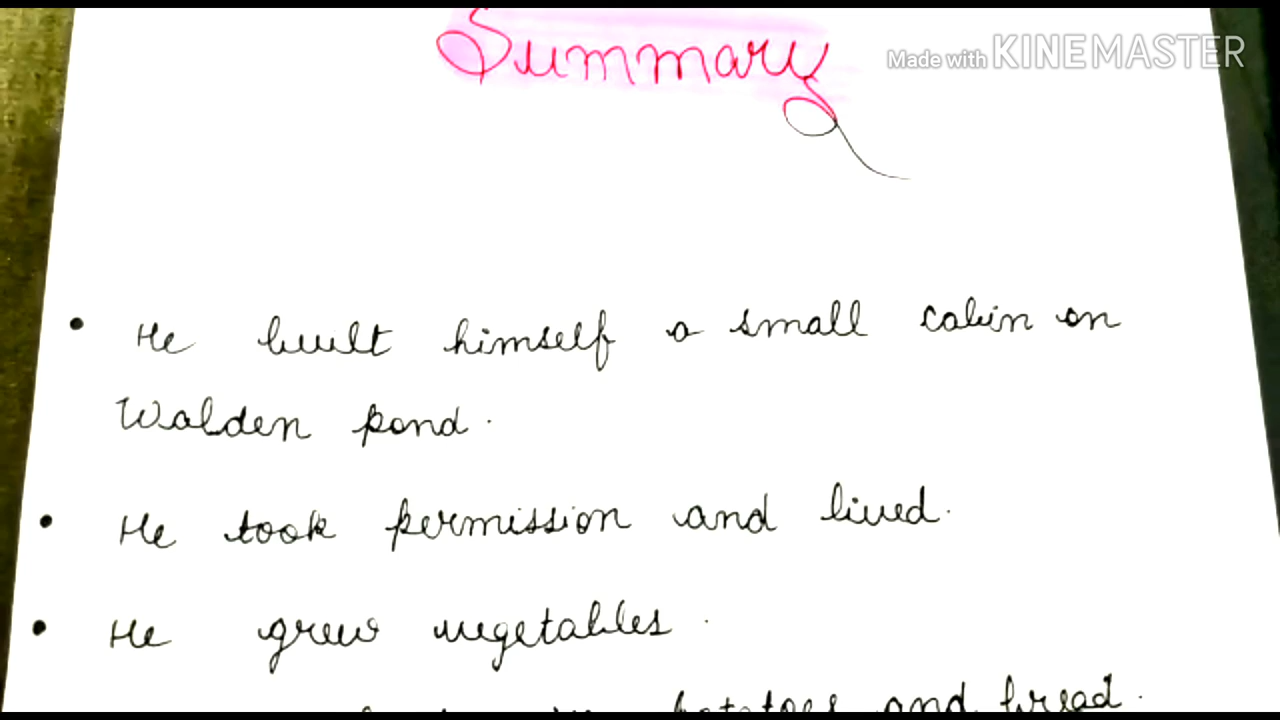 Summary
Made with KINEMASTER
• He built himself a small cabin on
Walden pond.
• He took permission and lived.
• He grew vegetables.
potatoes and bread.